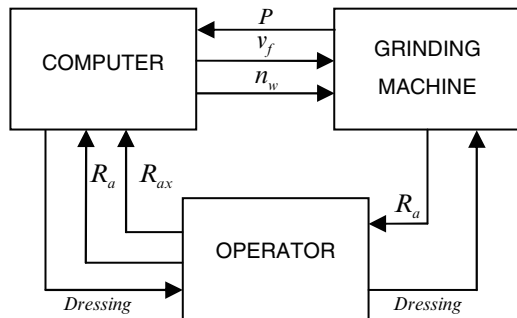 P
COMPUTER
v_f
GRINDING
MACHINE
n_w
R_a
R_ax
R_a
OPERATOR
Dressing
Dressing